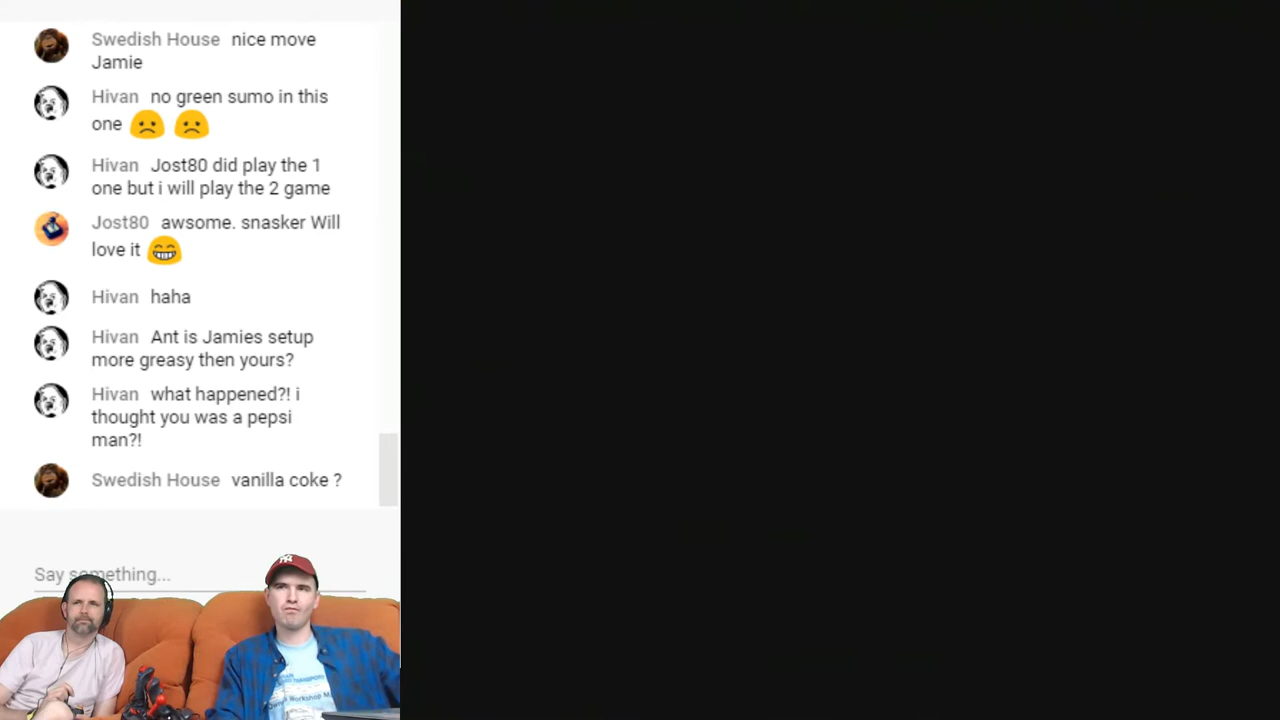 Swedish House nice move
Jamie
Hivan no green sumo in this
one
Hivan Jost80 did play the 1
one but i will play the 2 game
Jost80 awsome. snasker Will
love it
Hivan haha
Hivan Ant is Jamies setup
more greasy then yours?
Hivan what happened?! i
thought you was a pepsi
man?!
Swedish House vanilla coke ?
Say something...
Workshop